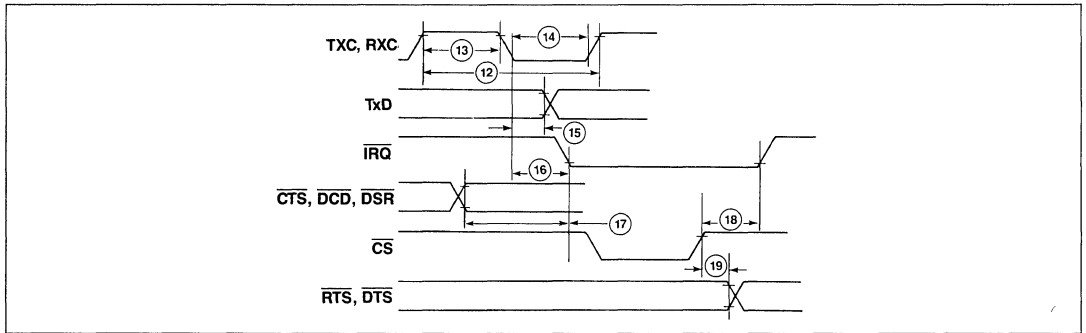 TXC, RXC
13
14
12
TxD
15
IRQ
16
CTS, DCD, DSR
17
CS
18
19
RTS, DTS